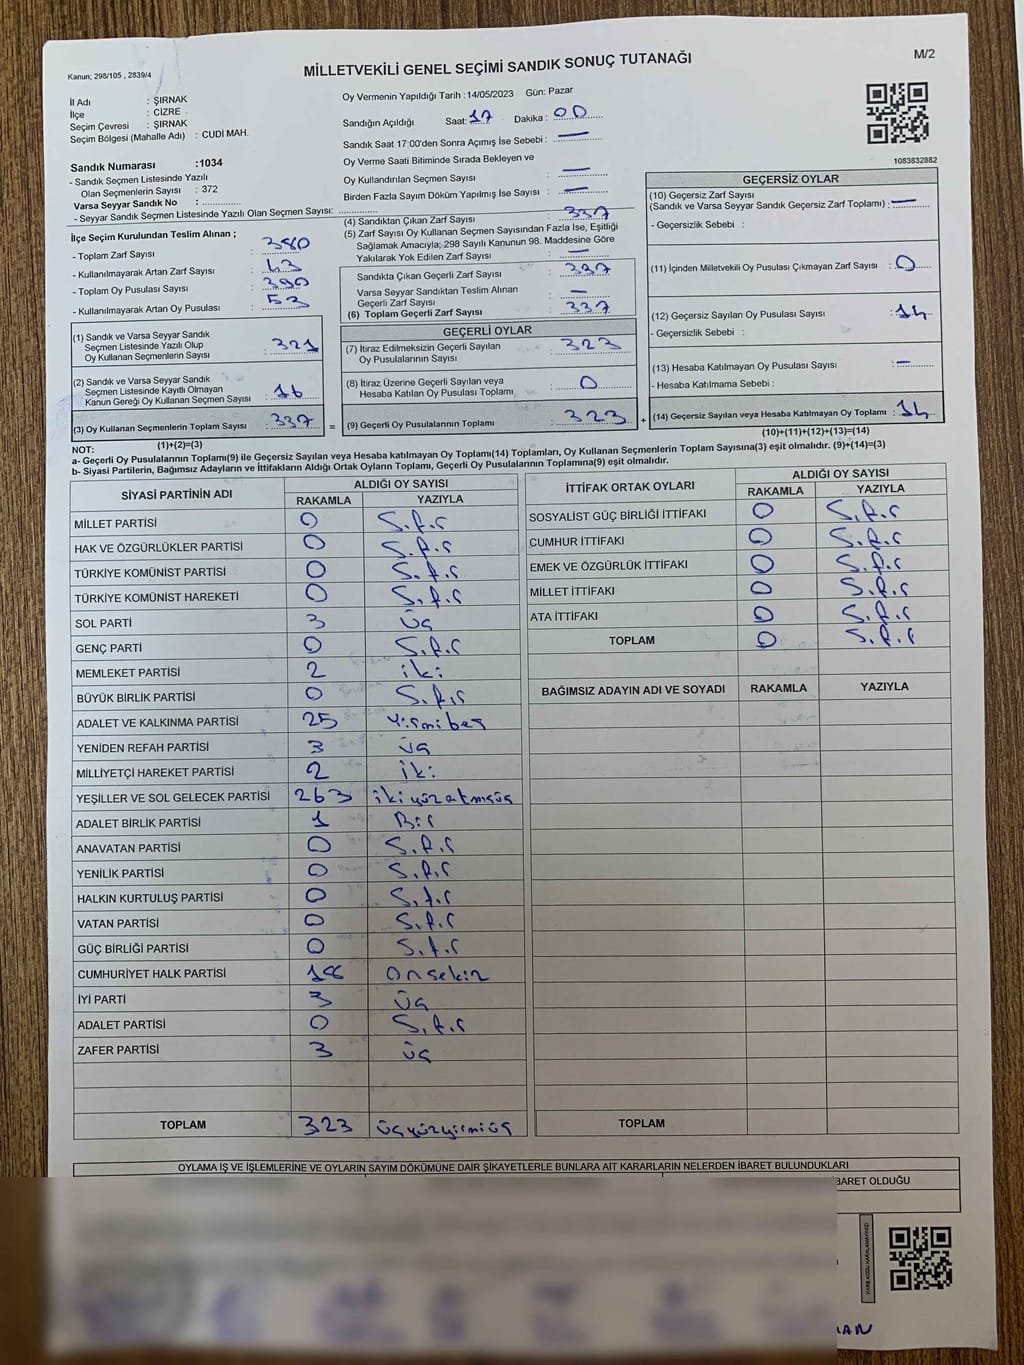 Kanun; 298/105 , 2839/4
MİLLETVEKİLİ GENEL SEÇİMİ SANDIK SONUÇ TUTANAĞI
M/2
İl Adı : ŞIRNAK
İlçe : CİZRE
Seçim Çevresi : ŞIRNAK
Seçim Bölgesi (Mahalle Adı) : CUDİ MAH.
Oy Vermenin Yapıldığı Tarih :14/05/2023 Gün: Pazar
Sandığın Açıldığı Saat: 17 Dakika : 00
Sandık Saat 17:00'den Sonra Açımış İse Sebebi : —
Oy Verme Saati Bitiminde Sırada Bekleyen ve
Oy Kullandırılan Seçmen Sayısı : —
Birden Fazla Sayım Döküm Yapılmış İse Sayısı : —
1083832882
Sandık Numarası :1034
- Sandık Seçmen Listesinde Yazılı
Olan Seçmenlerin Sayısı : 372
Varsa Seyyar Sandık No :
- Seyyar Sandık Seçmen Listesinde Yazılı Olan Seçmen Sayısı:
İlçe Seçim Kurulundan Teslim Alınan ;
- Toplam Zarf Sayısı : 380
- Kullanılmayarak Artan Zarf Sayısı : 43
- Toplam Oy Pusulası Sayısı : 390
- Kullanılmayarak Artan Oy Pusulası : 53
(1) Sandık ve Varsa Seyyar Sandık
Seçmen Listesinde Yazılı Olup
Oy Kullanan Seçmenlerin Sayısı : 321
(2) Sandık ve Varsa Seyyar Sandık
Seçmen Listesinde Kayıtlı Olmayan
Kanun Gereği Oy Kullanan Seçmen Sayısı : 16
(3) Oy Kullanan Seçmenlerin Toplam Sayısı : 337
(1)+(2)=(3)
(4) Sandıktan Çıkan Zarf Sayısı : 337
(5) Zarf Sayısı Oy Kullanan Seçmen Sayısından Fazla İse, Eşitliği
Sağlamak Amacıyla; 298 Sayılı Kanunun 98. Maddesine Göre
Yakılarak Yok Edilen Zarf Sayısı : —
Sandıkta Çıkan Geçerli Zarf Sayısı : 337
Varsa Seyyar Sandıktan Teslim Alınan
Geçerli Zarf Sayısı : —
(6) Toplam Geçerli Zarf Sayısı : 337
GEÇERLİ OYLAR
(7) İtiraz Edilmeksizin Geçerli Sayılan
Oy Pusulalarının Sayısı : 323
(8) İtiraz Üzerine Geçerli Sayılan veya
Hesaba Katılan Oy Pusulası Toplamı : 0
= (9) Geçerli Oy Pusulalarının Toplamı : 323
GEÇERSİZ OYLAR
(10) Geçersiz Zarf Sayısı
(Sandık ve Varsa Seyyar Sandık Geçersiz Zarf Toplamı) : —
- Geçersizlik Sebebi :
(11) İçinden Milletvekili Oy Pusulası Çıkmayan Zarf Sayısı : 0
(12) Geçersiz Sayılan Oy Pusulası Sayısı : 14
- Geçersizlik Sebebi :
(13) Hesaba Katılmayan Oy Pusulası Sayısı : —
- Hesaba Katılmama Sebebi :
+ (14) Geçersiz Sayılan veya Hesaba Katılmayan Oy Toplamı : 14
(10)+(11)+(12)+(13)=(14)
NOT:
a- Geçerli Oy Pusulalarının Toplamı(9) ile Geçersiz Sayılan veya Hesaba katılmayan Oy Toplamı(14) Toplamları, Oy Kullanan Seçmenlerin Toplam Sayısına(3) eşit olmalıdır. (9)+(14)=(3)
b- Siyasi Partilerin, Bağımsız Adayların ve İttifakların Aldığı Ortak Oyların Toplamı, Geçerli Oy Pusulalarının Toplamına(9) eşit olmalıdır.
SİYASİ PARTİNİN ADI
ALDIĞI OY SAYISI
RAKAMLA YAZIYLA
MİLLET PARTİSİ 0 Sıfır
HAK VE ÖZGÜRLÜKLER PARTİSİ 0 Sıfır
TÜRKİYE KOMÜNİST PARTİSİ 0 Sıfır
TÜRKİYE KOMÜNİST HAREKETİ 0 Sıfır
SOL PARTİ 3 üç
GENÇ PARTİ 0 Sıfır
MEMLEKET PARTİSİ 2 iki
BÜYÜK BİRLİK PARTİSİ 0 Sıfır
ADALET VE KALKINMA PARTİSİ 25 Yirmibeş
YENİDEN REFAH PARTİSİ 3 üç
MİLLİYETÇİ HAREKET PARTİSİ 2 iki
YEŞİLLER VE SOL GELECEK PARTİSİ 263 ikiyüzatmışüç
ADALET BİRLİK PARTİSİ 1 Bir
ANAVATAN PARTİSİ 0 Sıfır
YENİLİK PARTİSİ 0 Sıfır
HALKIN KURTULUŞ PARTİSİ 0 Sıfır
VATAN PARTİSİ 0 Sıfır
GÜÇ BİRLİĞİ PARTİSİ 0 Sıfır
CUMHURİYET HALK PARTİSİ 18 onsekiz
İYİ PARTİ 3 üç
ADALET PARTİSİ 0 Sıfır
ZAFER PARTİSİ 3 üç
TOPLAM 323 üçyüzyirmiüç
İTTİFAK ORTAK OYLARI
ALDIĞI OY SAYISI
RAKAMLA YAZIYLA
SOSYALİST GÜÇ BİRLİĞİ İTTİFAKI 0 Sıfır
CUMHUR İTTİFAKI 0 Sıfır
EMEK VE ÖZGÜRLÜK İTTİFAKI 0 Sıfır
MİLLET İTTİFAKI 0 Sıfır
ATA İTTİFAKI 0 Sıfır
TOPLAM 0 Sıfır
BAĞIMSIZ ADAYIN ADI VE SOYADI RAKAMLA YAZIYLA
TOPLAM
OYLAMA İŞ VE İŞLEMLERİNE VE OYLARIN SAYIM DÖKÜMÜNE DAİR ŞİKAYETLERLE BUNLARA AİT KARARLARIN NELERDEN İBARET BULUNDUKLARI
BARET OLDUĞU